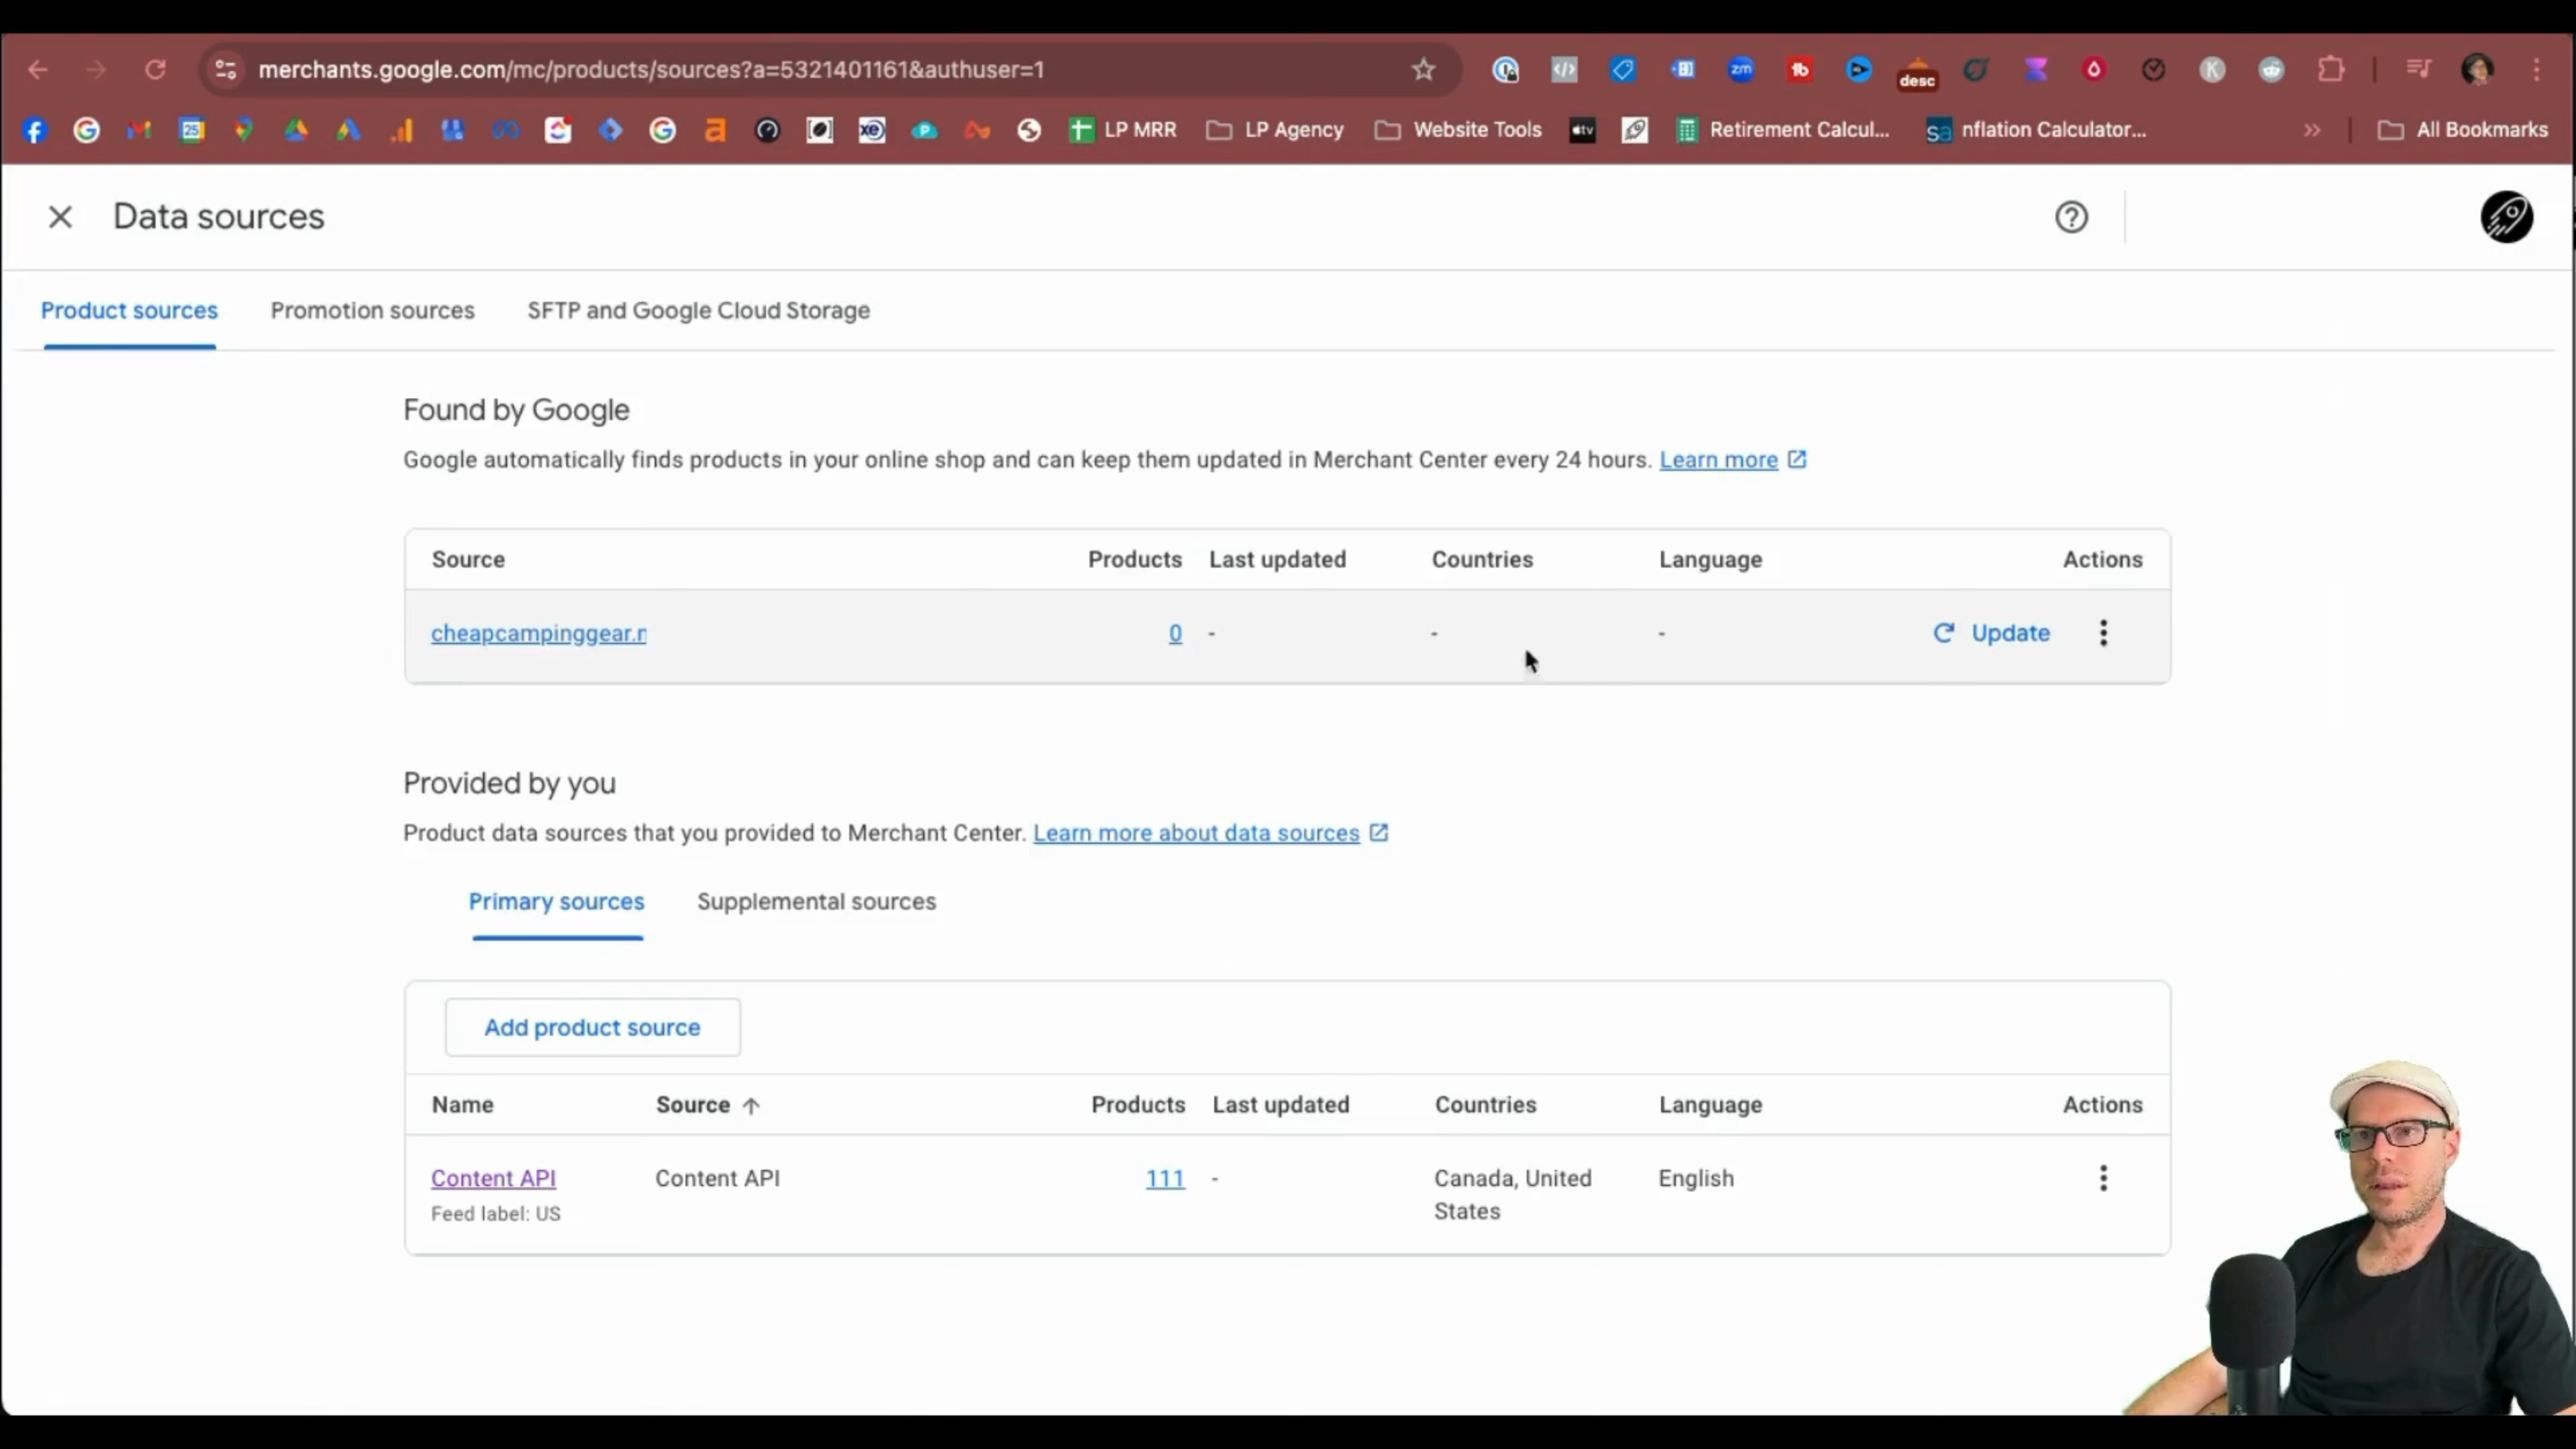 merchants.google.com/mc/products/sources?a=5321401161&authuser=1
zm
desc
K
25
xe
P
LP MRR
LP Agency
Website Tools
tv
Retirement Calcul...
sa
nflation Calculator...
All Bookmarks
Data sources
Product sources
Promotion sources
SFTP and Google Cloud Storage
Found by Google
Google automatically finds products in your online shop and can keep them updated in Merchant Center every 24 hours. Learn more
Source Products Last updated Countries Language Actions
cheapcampinggear.n 0 - - - Update
Provided by you
Product data sources that you provided to Merchant Center. Learn more about data sources
Primary sources
Supplemental sources
Add product source
Name Source Products Last updated Countries Language Actions
Content API Content API 111 - Canada, United English
Feed label: US States